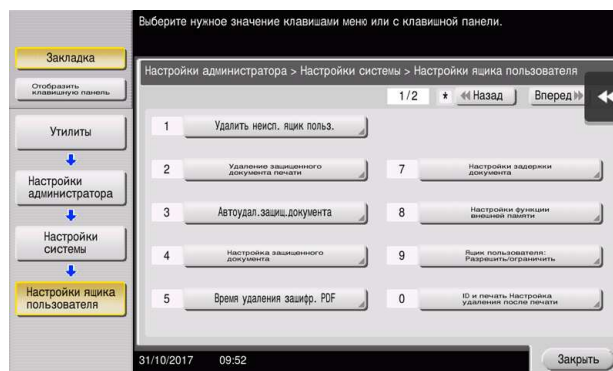 Выберите нужное значение клавишами меню или с клавишной панели.
Закладка
Отобразить
клавишную панель
Утилиты
Настройки
администратора
Настройки
системы
Настройки ящика
пользователя
Настройки администратора > Настройки системы > Настройки ящика пользователя
1/2 * Назад Вперед
1 Удалить неисп. ящик польз.
2 Удаление защищенного
документа печати
3 Автоудал.защищ.документа
4 Настройка защищенного
документа
5 Время удаления зашифр. PDF
7 Настройки задержки
документа
8 Настройки функции
внешней памяти
9 Ящик пользователя:
Разрешить/ограничить
0 ID и печать Настройка
удаления после печати
31/10/2017 09:52
Закрыть